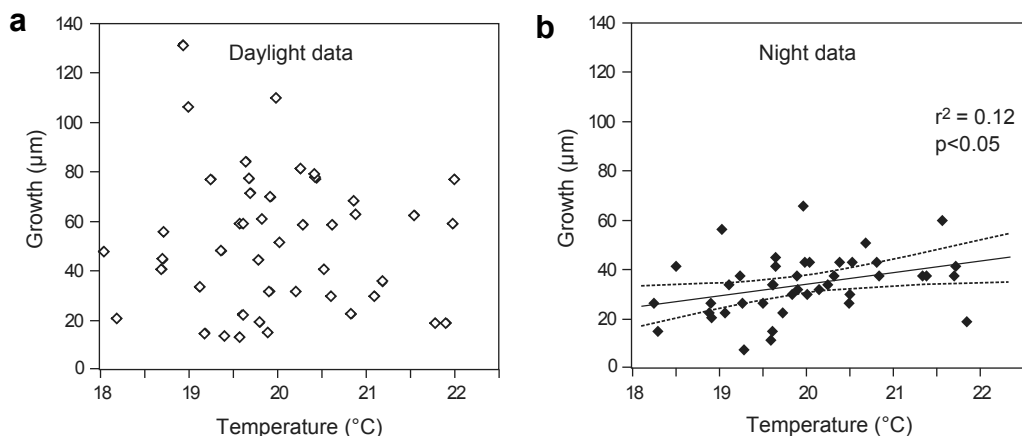 a
Daylight data
140
120
100
80
60
40
20
0
Growth (µm)
18
19
20
21
22
Temperature (°C)
b
Night data
r² = 0.12
p<0.05
140
120
100
80
60
40
20
0
Growth (µm)
18
19
20
21
22
Temperature (°C)